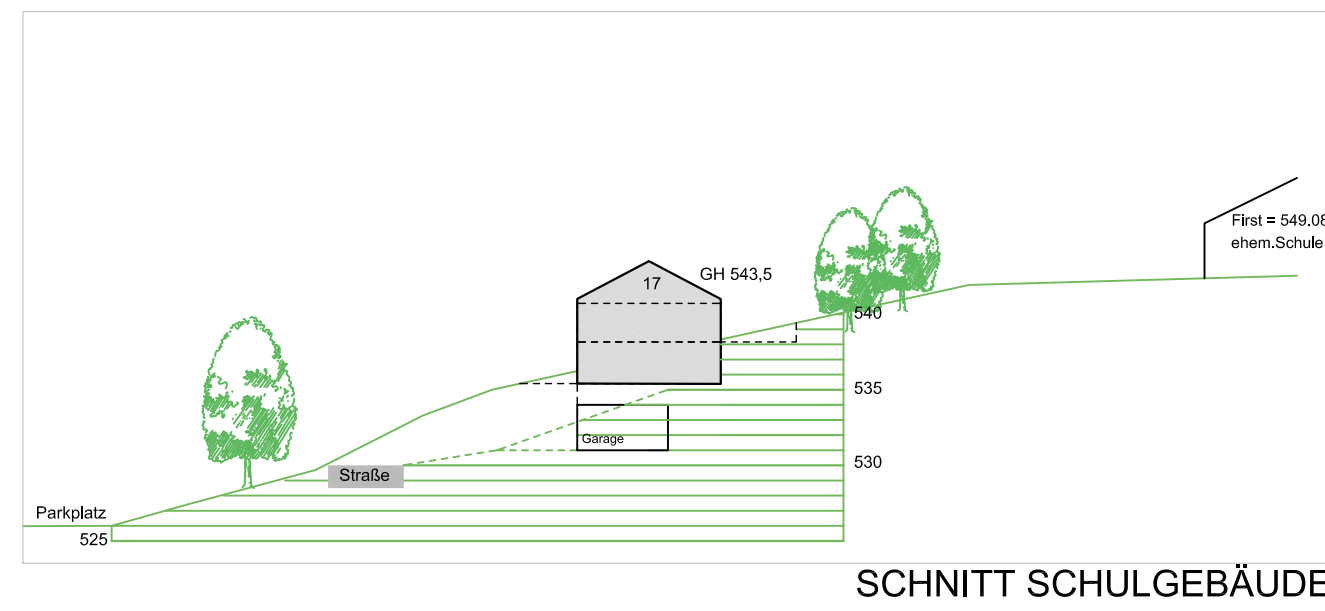 First = 549.08
ehem.Schule
GH 543,5
17
540
535
Garage
530
Straße
Parkplatz
525
SCHNITT SCHULGEBÄUDE